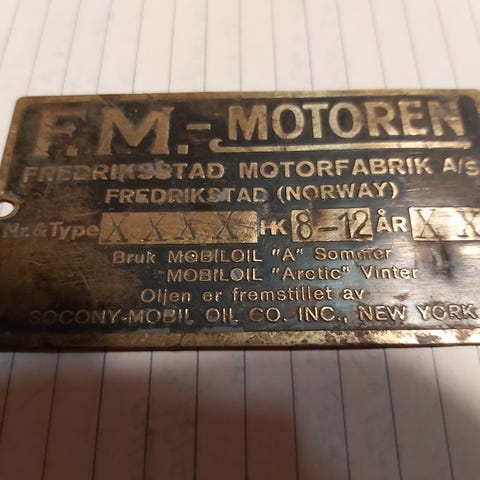 F.M.-MOTOREN
FREDRIKSSTAD MOTORFABRIK A/S
FREDRIKSTAD (NORWAY)
Nr.&Type XXXX HK 8-12 ÅR XX
Bruk MOBILOIL "A" Sommer
MOBILOIL "Arctic" Vinter
Oljen er fremstillet av
SOCONY-MOBIL OIL CO. INC., NEW YORK